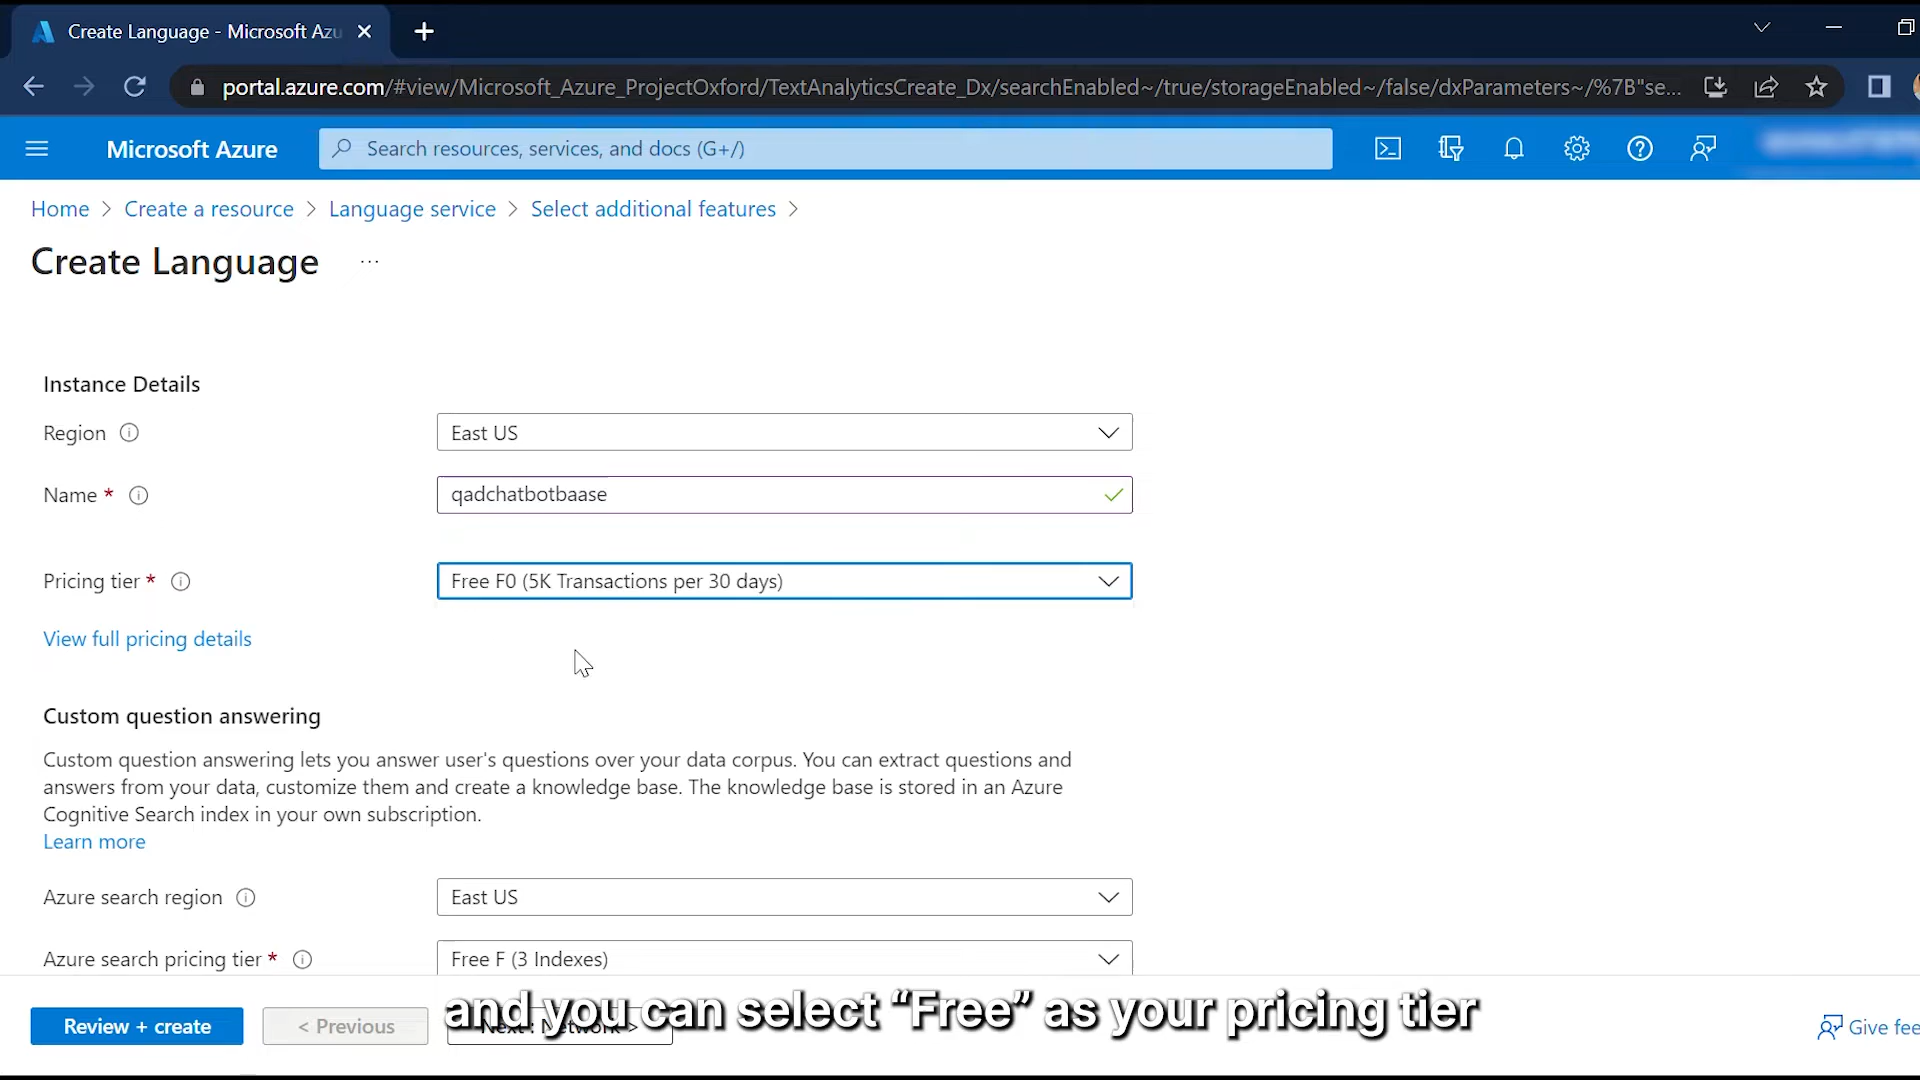 Create Language - Microsoft Azu
portal.azure.com/#view/Microsoft_Azure_ProjectOxford/TextAnalyticsCreate_Dx/searchEnabled~/true/storageEnabled~/false/dxParameters~/%7B"se...
Microsoft Azure
Search resources, services, and docs (G+/)
Home > Create a resource > Language service > Select additional features >
Create Language ...
Instance Details
Region
East US
Name *
qadchatbotbaase
Pricing tier *
Free F0 (5K Transactions per 30 days)
View full pricing details
Custom question answering
Custom question answering lets you answer user's questions over your data corpus. You can extract questions and
answers from your data, customize them and create a knowledge base. The knowledge base is stored in an Azure
Cognitive Search index in your own subscription.
Learn more
Azure search region
East US
Azure search pricing tier *
Free F (3 Indexes)
Review + create
< Previous
Next : Network >
and you can select “Free” as your pricing tier
Give fee